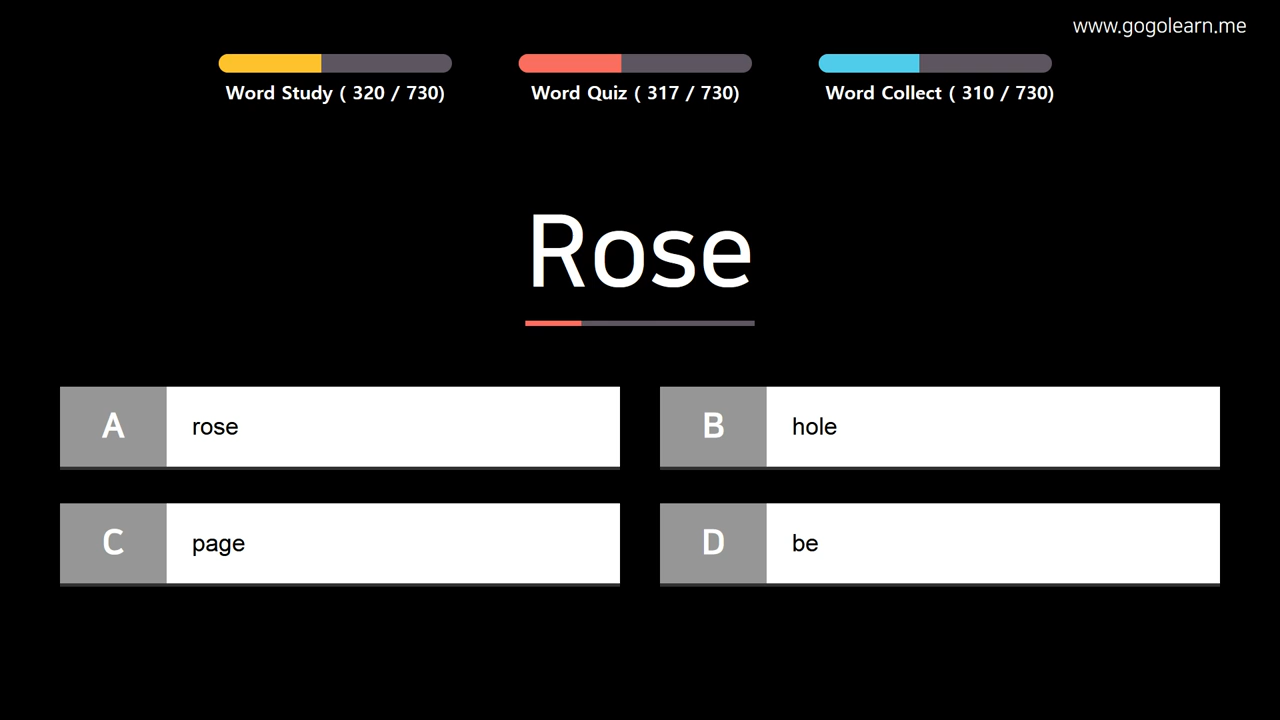 www.gogolearn.me
Word Study ( 320 / 730)
Word Quiz ( 317 / 730)
Word Collect ( 310 / 730)
Rose
A rose
B hole
C page
D be